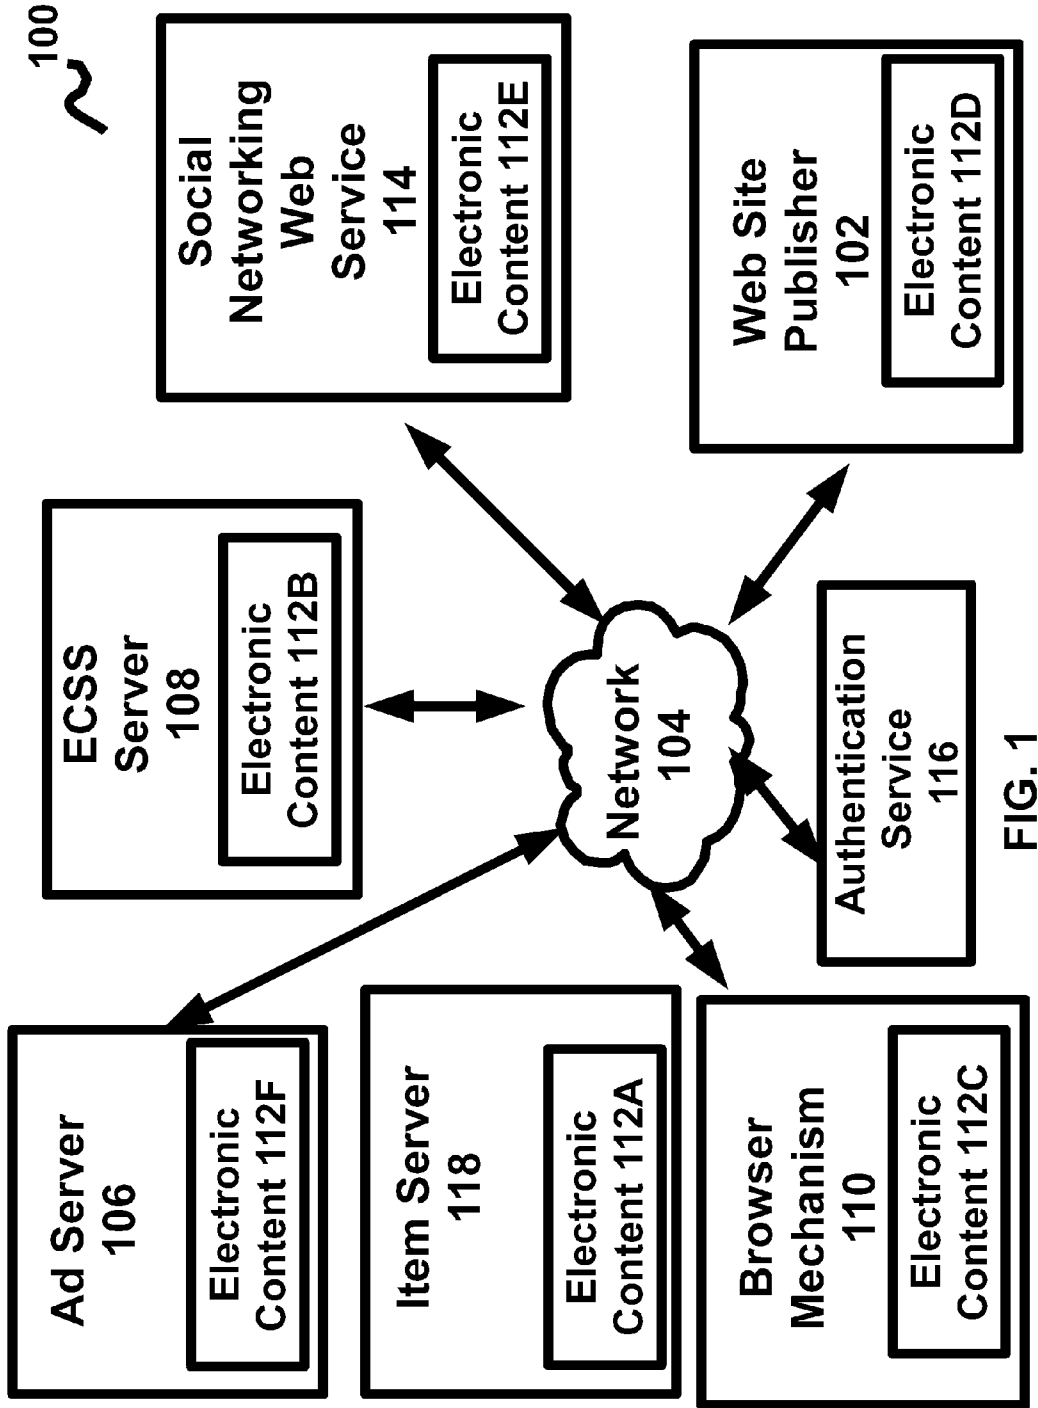 100
Ad Server
106
Electronic
Content 112F
ECSS
Server
108
Electronic
Content 112B
Social
Networking
Web
Service
114
Electronic
Content 112E
Item Server
118
Electronic
Content 112A
Network
104
Browser
Mechanism
110
Electronic
Content 112C
Authentication
Service
116
Web Site
Publisher
102
Electronic
Content 112D
FIG. 1